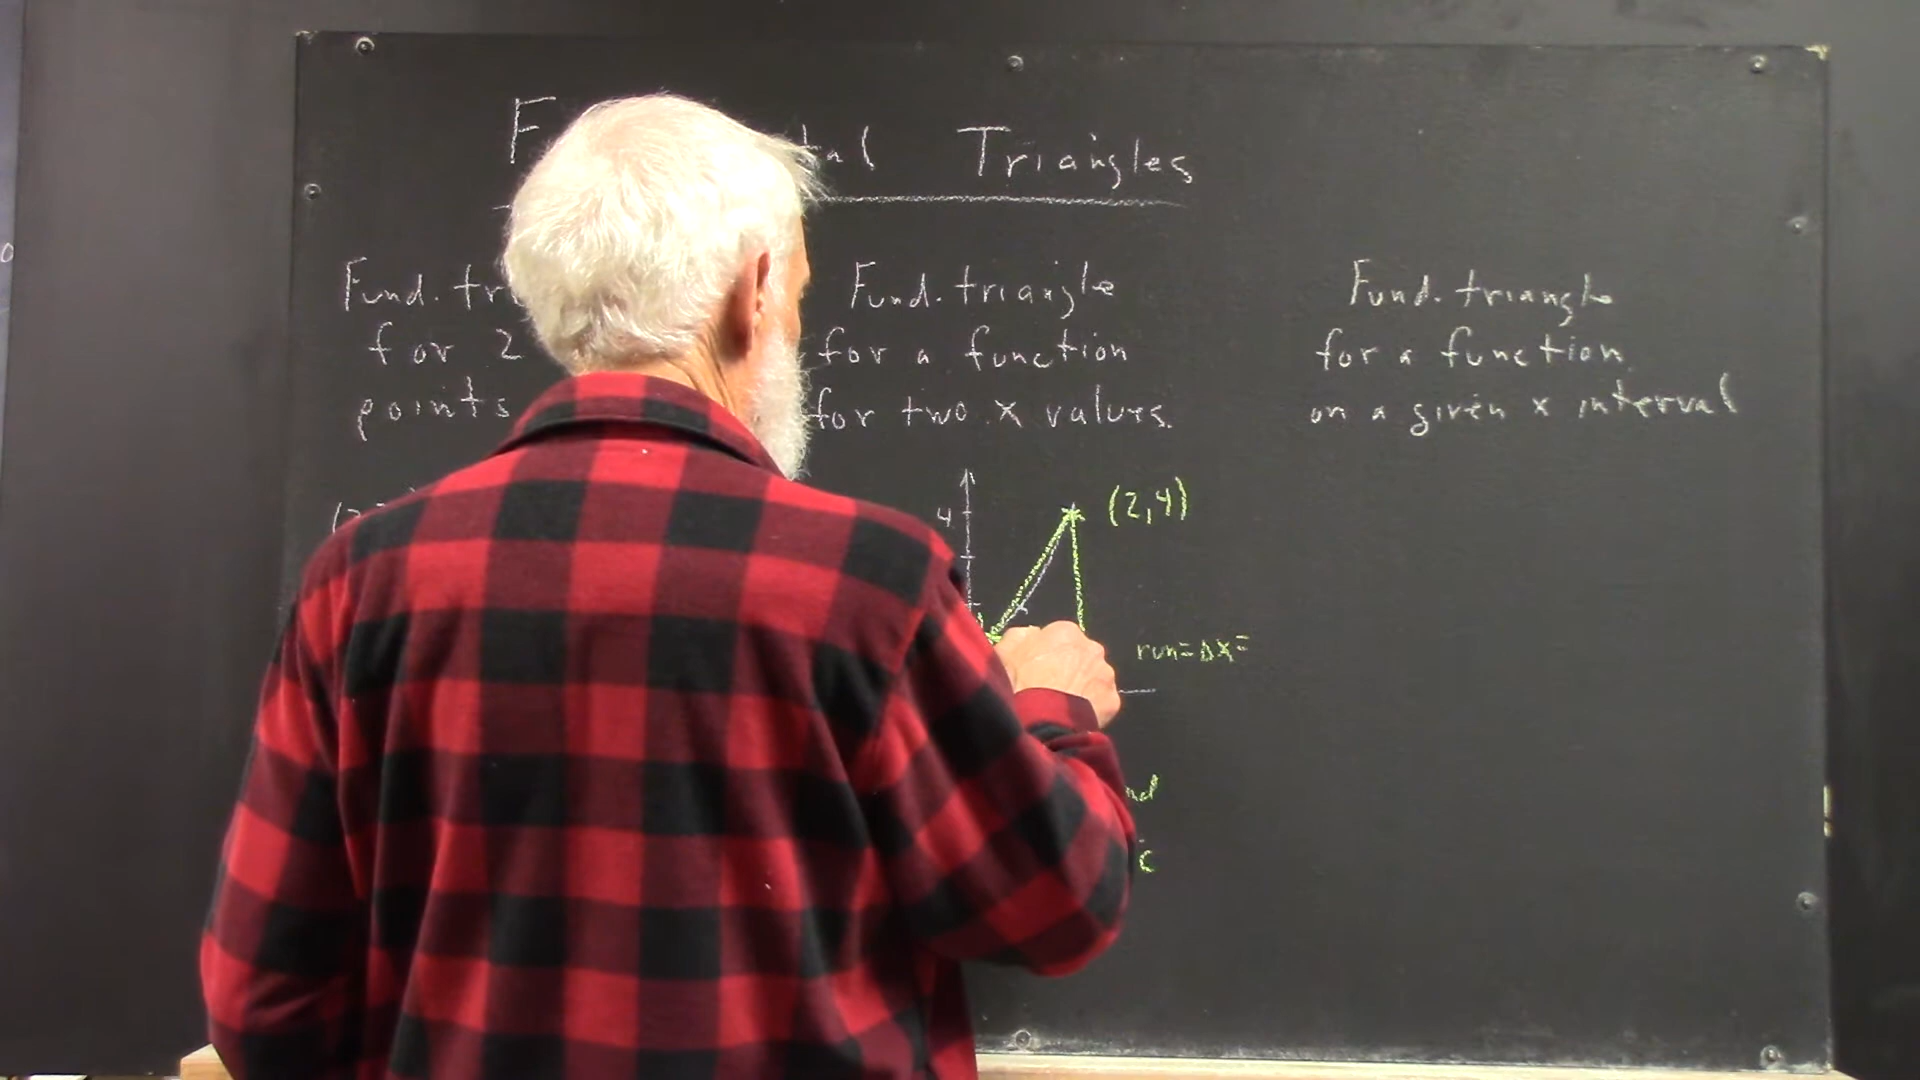 Triangles
Fund.
for 2
points
Fund. triangle
for a function
for two x values.
4
(2,4)
run=Δx=
Fund. triangle
for a function
on a given x interval